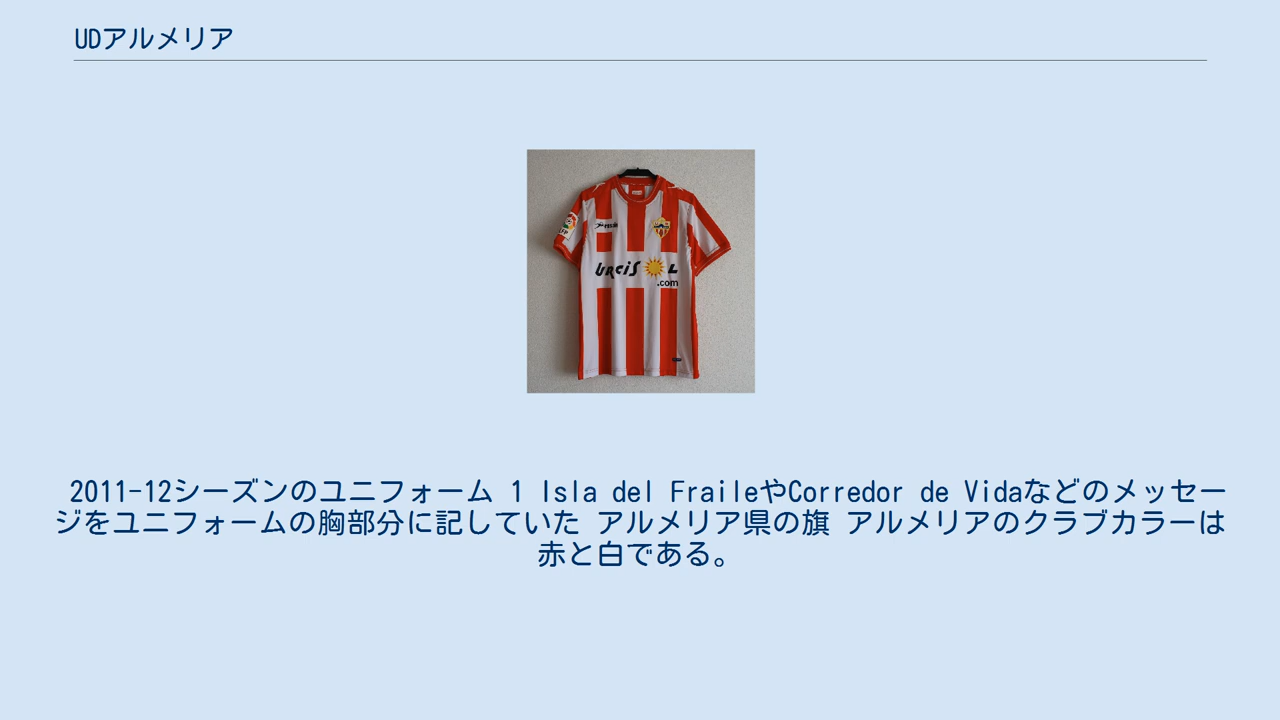 UDアルメリア
URCiS L
.com
2011-12シーズンのユニフォーム 1 Isla del FraileやCorredor de Vidaなどのメッセー
ジをユニフォームの胸部分に記していた アルメリア県の旗 アルメリアのクラブカラーは
赤と白である。